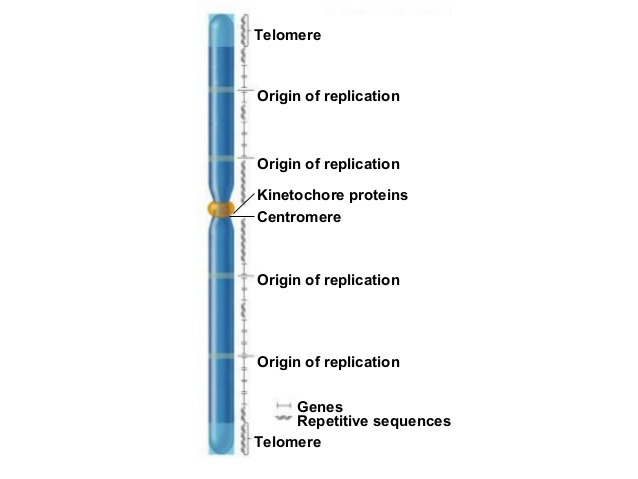 Telomere
Origin of replication
Origin of replication
Kinetochore proteins
Centromere
Origin of replication
Origin of replication
Genes
Repetitive sequences
Telomere